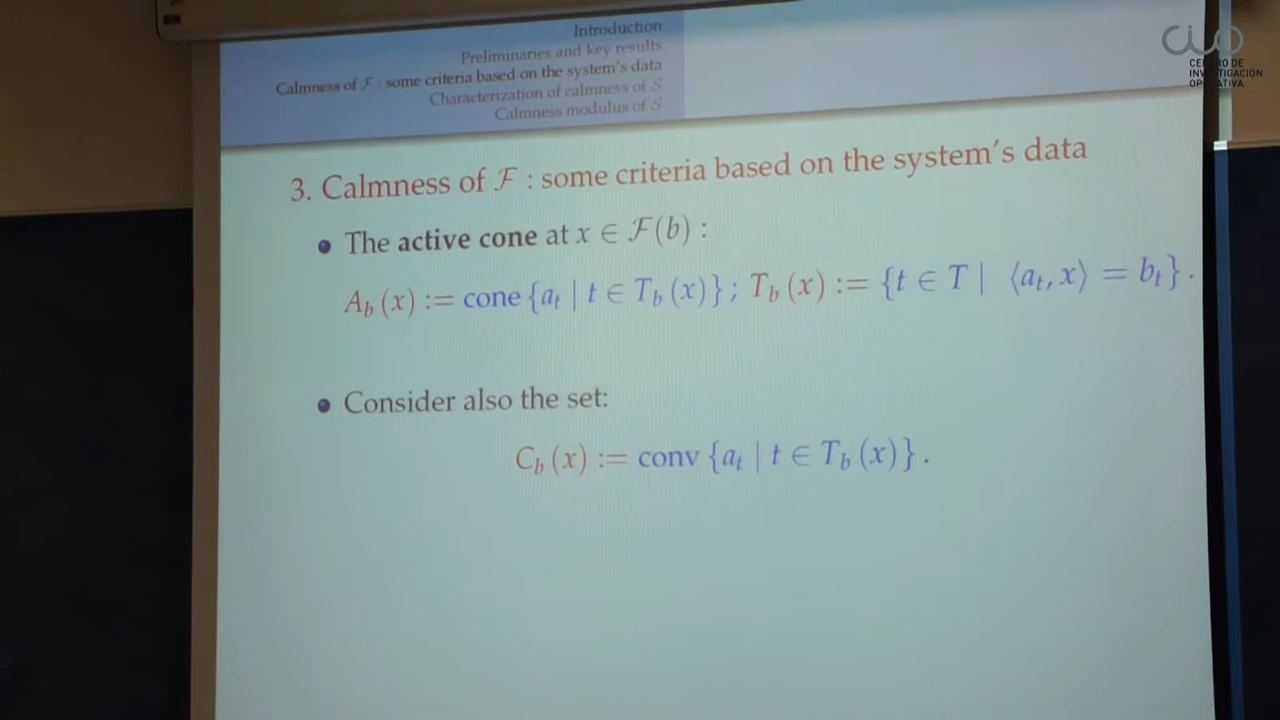 Introduction
Preliminaries and key results
Calmness of ℱ : some criteria based on the system's data
Characterization of calmness of 𝒮
Calmness modulus of 𝒮
CIO
CENTRO DE
INVESTIGACION
OPERATIVA
3. Calmness of ℱ : some criteria based on the system's data
• The active cone at x ∈ ℱ(b) :
A_b (x) := cone {a_t | t ∈ T_b (x)} ; T_b (x) := {t ∈ T | ⟨a_t, x⟩ = b_t} .
• Consider also the set:
C_b (x) := conv {a_t | t ∈ T_b (x)} .